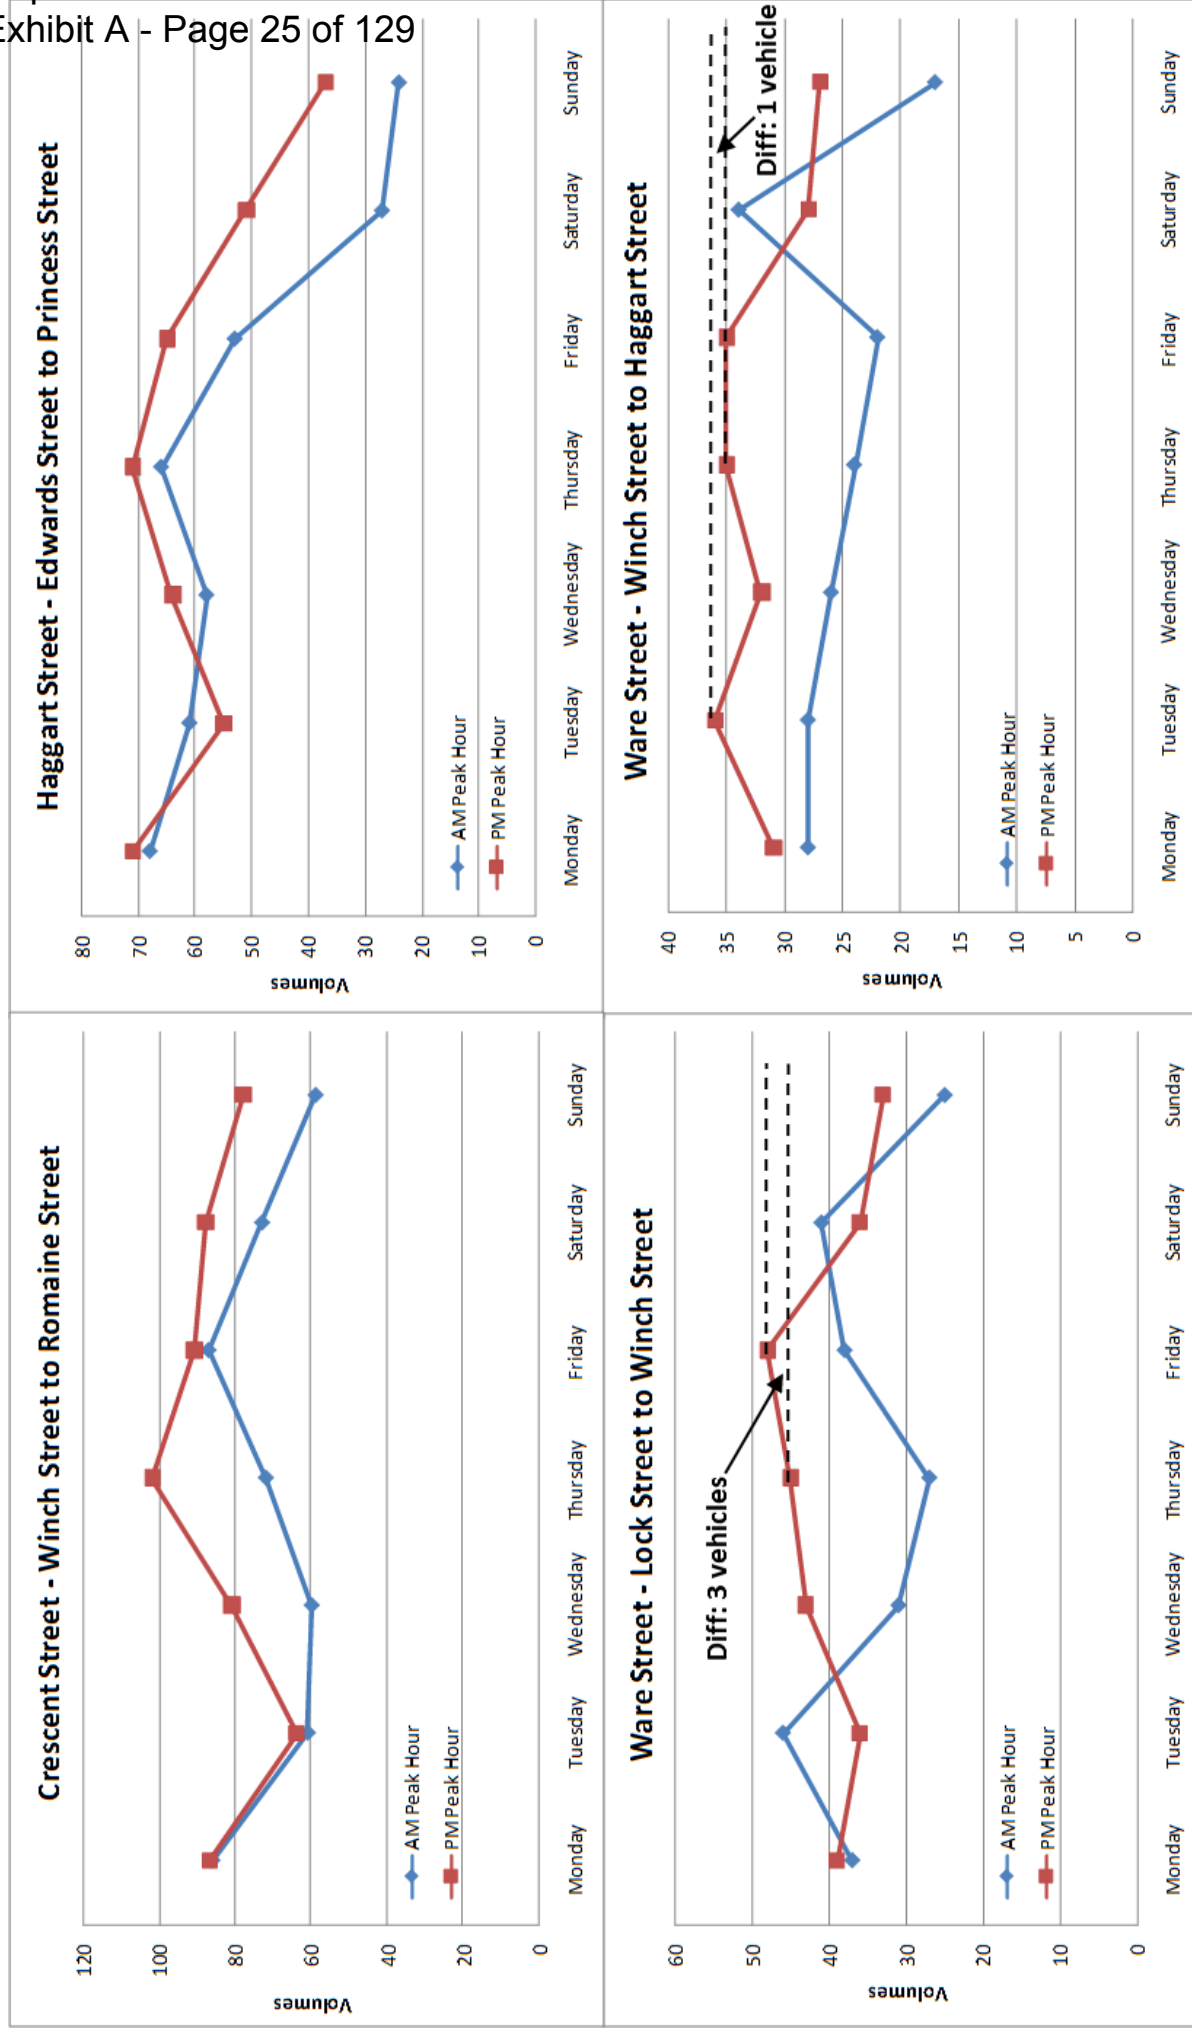 Exhibit A - Page 25 of 129
Crescent Street - Winch Street to Romaine Street
120
100
80
60
40
20
0
Volumes
AM Peak Hour
PM Peak Hour
Monday Tuesday Wednesday Thursday Friday Saturday Sunday
Haggart Street - Edwards Street to Princess Street
80
70
60
50
40
30
20
10
0
Volumes
AM Peak Hour
PM Peak Hour
Monday Tuesday Wednesday Thursday Friday Saturday Sunday
Ware Street - Lock Street to Winch Street
60
50
40
30
20
10
0
Volumes
Diff: 3 vehicles
AM Peak Hour
PM Peak Hour
Monday Tuesday Wednesday Thursday Friday Saturday Sunday
Ware Street - Winch Street to Haggart Street
40
35
30
25
20
15
10
5
0
Volumes
Diff: 1 vehicle
AM Peak Hour
PM Peak Hour
Monday Tuesday Wednesday Thursday Friday Saturday Sunday